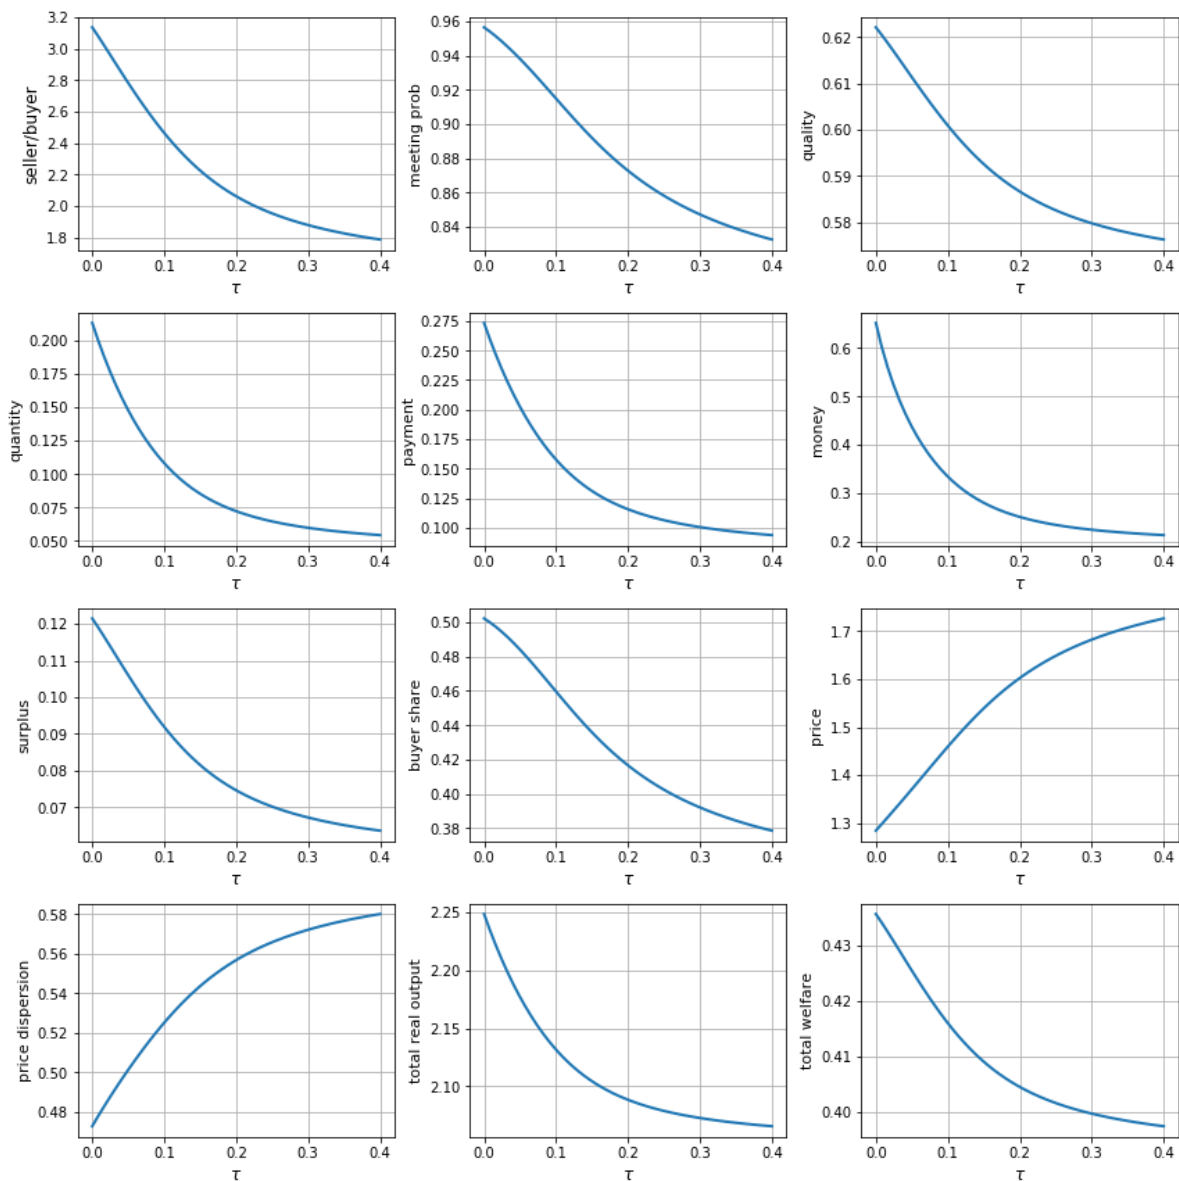 seller/buyer
3.2
3.0
2.8
2.6
2.4
2.2
2.0
1.8
0.0 0.1 0.2 0.3 0.4
τ
meeting prob
0.96
0.94
0.92
0.90
0.88
0.86
0.84
0.0 0.1 0.2 0.3 0.4
τ
quality
0.62
0.61
0.60
0.59
0.58
0.0 0.1 0.2 0.3 0.4
τ
quantity
0.200
0.175
0.150
0.125
0.100
0.075
0.050
0.0 0.1 0.2 0.3 0.4
τ
payment
0.275
0.250
0.225
0.200
0.175
0.150
0.125
0.100
0.0 0.1 0.2 0.3 0.4
τ
money
0.6
0.5
0.4
0.3
0.2
0.0 0.1 0.2 0.3 0.4
τ
surplus
0.12
0.11
0.10
0.09
0.08
0.07
0.0 0.1 0.2 0.3 0.4
τ
buyer share
0.50
0.48
0.46
0.44
0.42
0.40
0.38
0.0 0.1 0.2 0.3 0.4
τ
price
1.7
1.6
1.5
1.4
1.3
0.0 0.1 0.2 0.3 0.4
τ
price dispersion
0.58
0.56
0.54
0.52
0.50
0.48
0.0 0.1 0.2 0.3 0.4
τ
total real output
2.25
2.20
2.15
2.10
0.0 0.1 0.2 0.3 0.4
τ
total welfare
0.43
0.42
0.41
0.40
0.0 0.1 0.2 0.3 0.4
τ